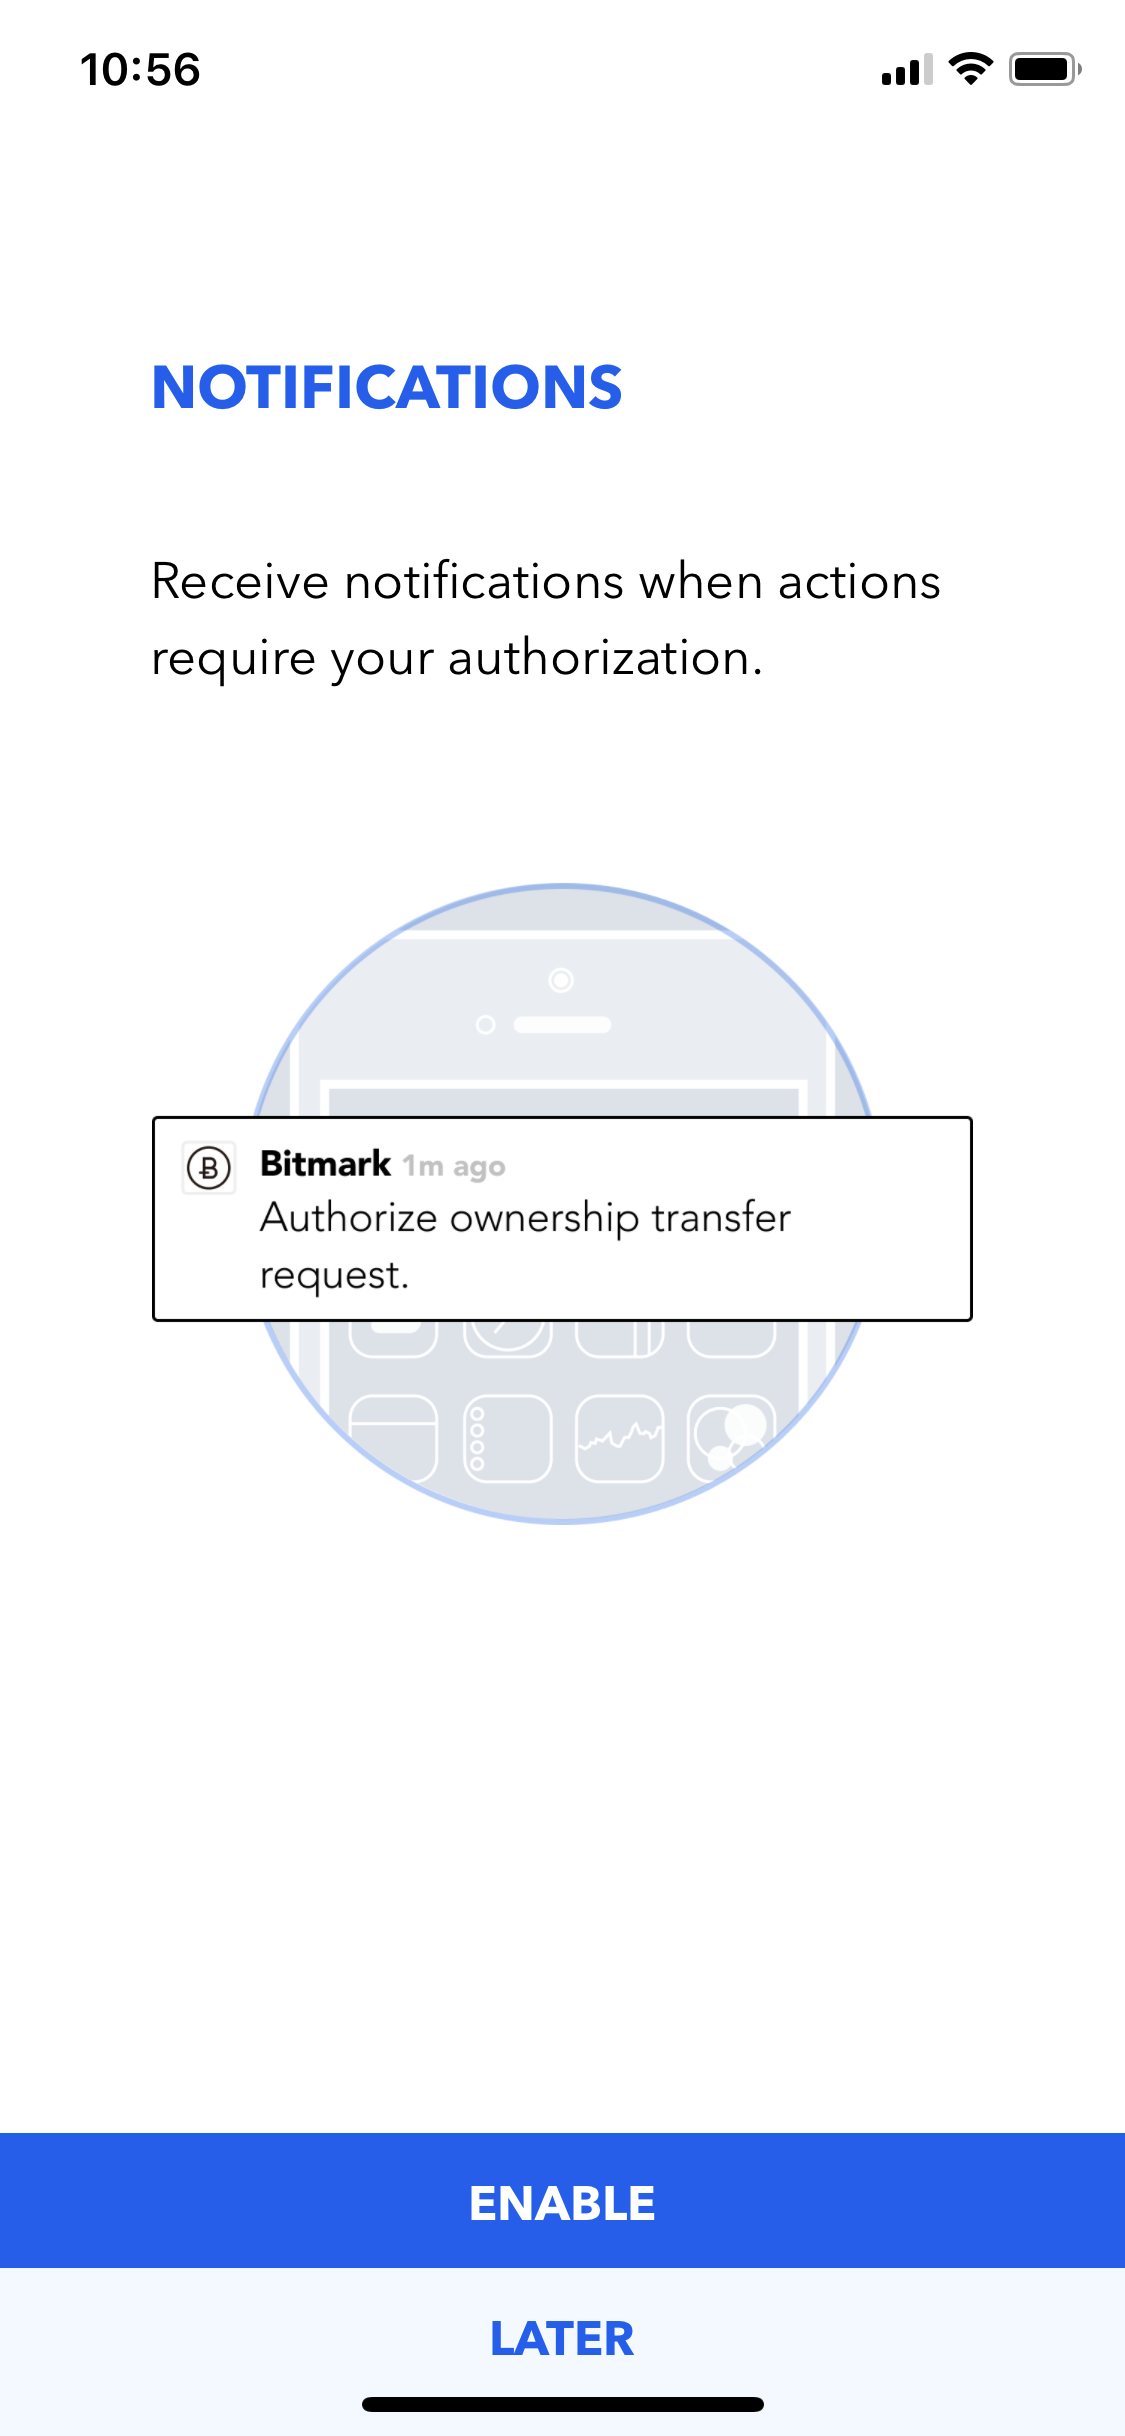 10:56
NOTIFICATIONS
Receive notifications when actions
require your authorization.
Bitmark 1m ago
Authorize ownership transfer
request.
ENABLE
LATER